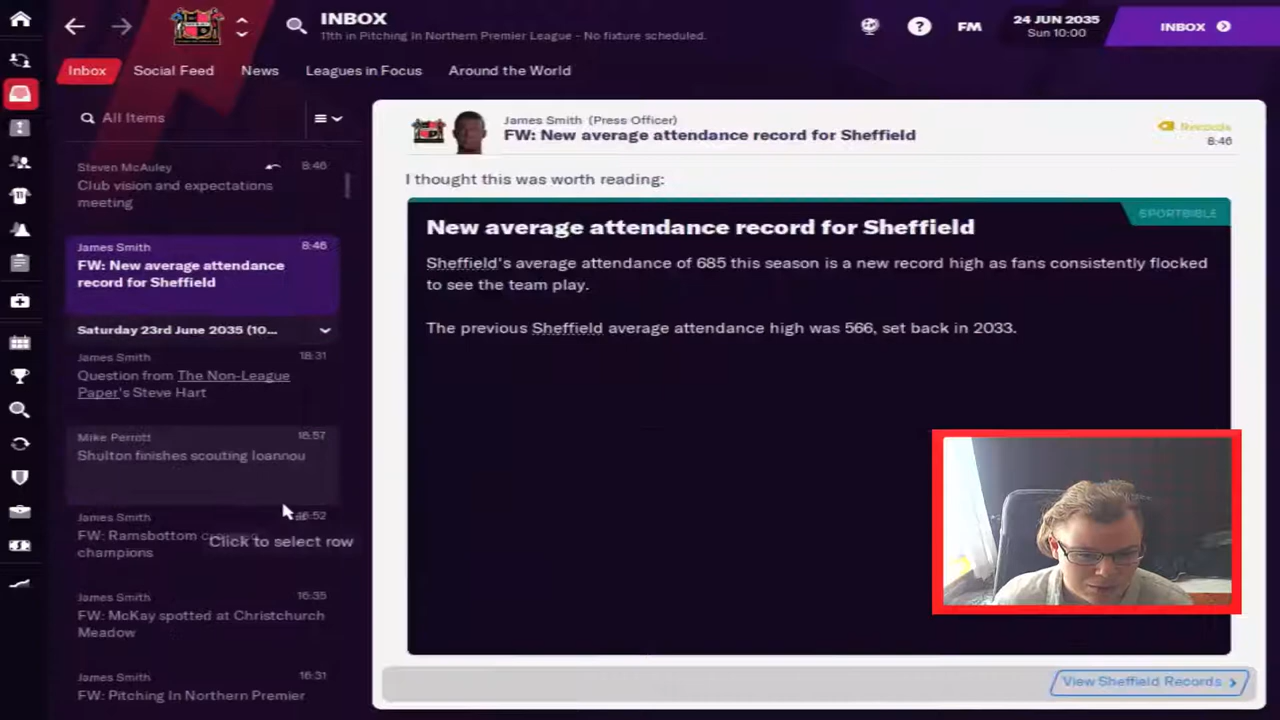 INBOX
11th in Pitching In Northern Premier League - No fixture scheduled.
FM
24 JUN 2035
Sun 10:00
INBOX
Inbox
Social Feed
News
Leagues in Focus
Around the World
All Items
Steven McAuley
8:46
Club vision and expectations
meeting
James Smith
8:46
FW: New average attendance
record for Sheffield
Saturday 23rd June 2035 (10...
James Smith
18:31
Question from The Non-League
Paper's Steve Hart
Mike Perrott
16:57
Shulton finishes scouting Ioannou
James Smith
16:52
FW: Ramsbottom
champions
Click to select row
James Smith
16:35
FW: McKay spotted at Christchurch
Meadow
James Smith
16:31
FW: Pitching In Northern Premier
James Smith (Press Officer)
FW: New average attendance record for Sheffield
Records
8:46
I thought this was worth reading:
SPORTBIBLE
New average attendance record for Sheffield
Sheffield's average attendance of 685 this season is a new record high as fans consistently flocked
to see the team play.
The previous Sheffield average attendance high was 566, set back in 2033.
View Sheffield Records